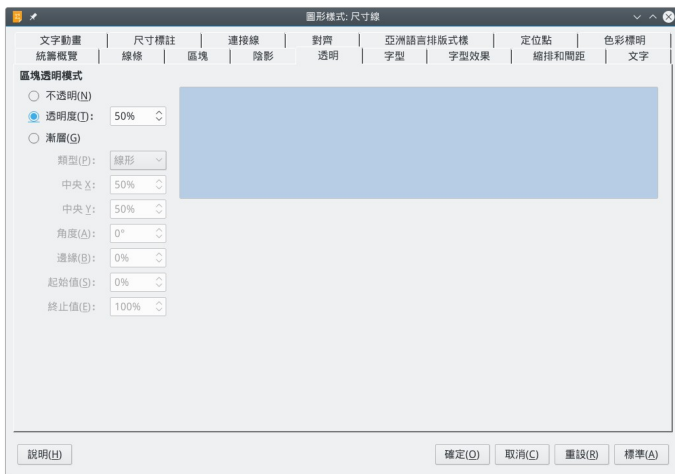 圖形樣式: 尺寸線
文字動畫 尺寸標註 連接線 對齊 亞洲語言排版式樣 定位點 色彩標明
統籌概覽 線條 區塊 陰影 透明 字型 字型效果 縮排和間距 文字
區塊透明模式
不透明(N)
透明度(T): 50%
漸層(G)
類型(P): 線形
中央 X: 50%
中央 Y: 50%
角度(A): 0°
邊緣(B): 0%
起始值(S): 0%
終止值(E): 100%
說明(H) 確定(O) 取消(C) 重設(R) 標準(A)